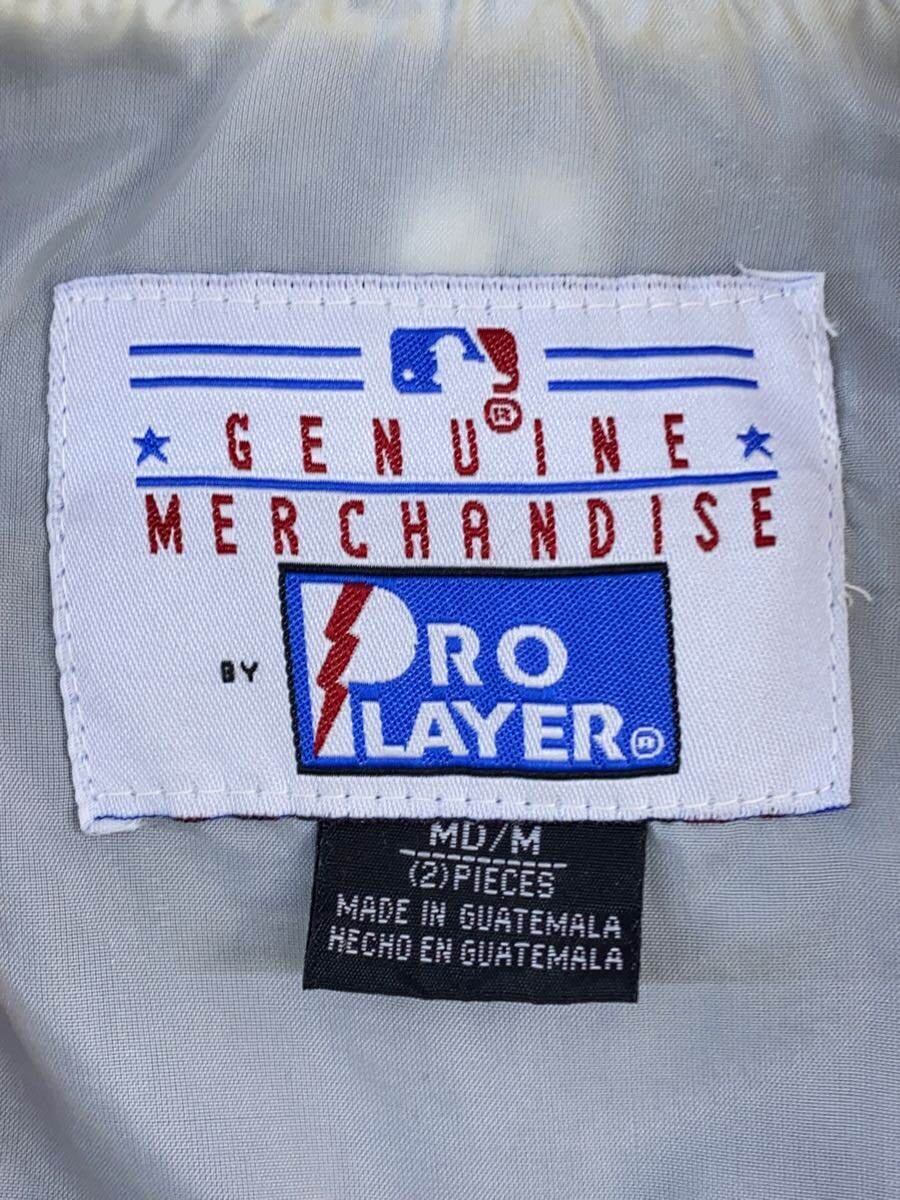 GENUINE®
MERCHANDISE
BY
PRO
PLAYER®
MD/M
(2)PIECES
MADE IN GUATEMALA
HECHO EN GUATEMALA